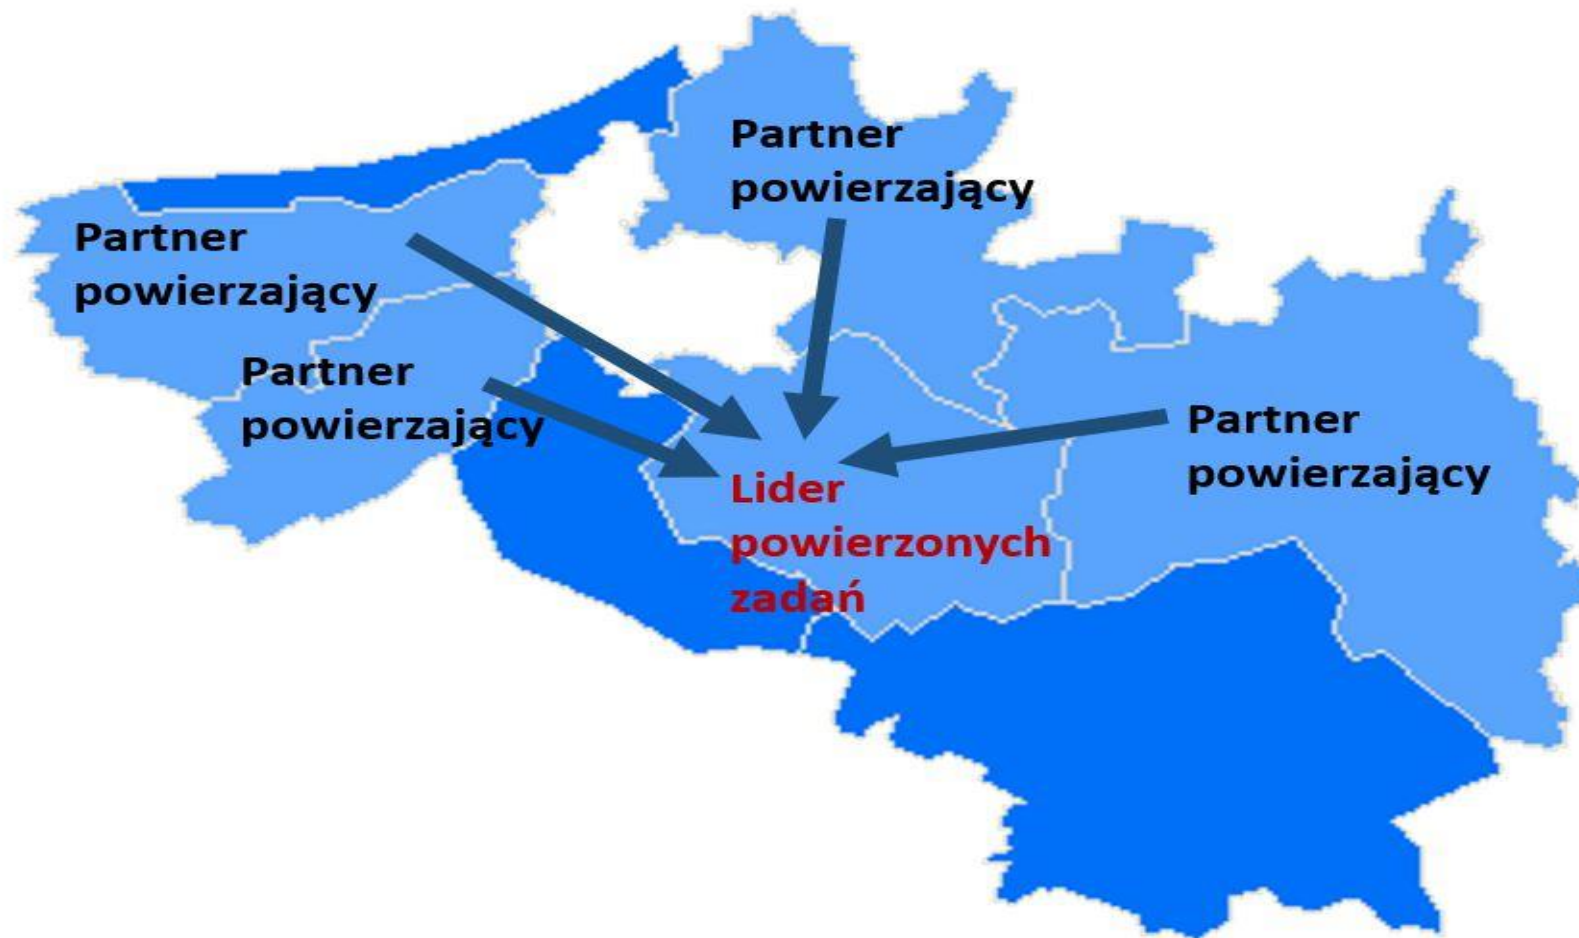 Partner
powierzający
Partner
powierzający
Partner
powierzający
Partner
powierzający
Lider
powierzonych
zadań